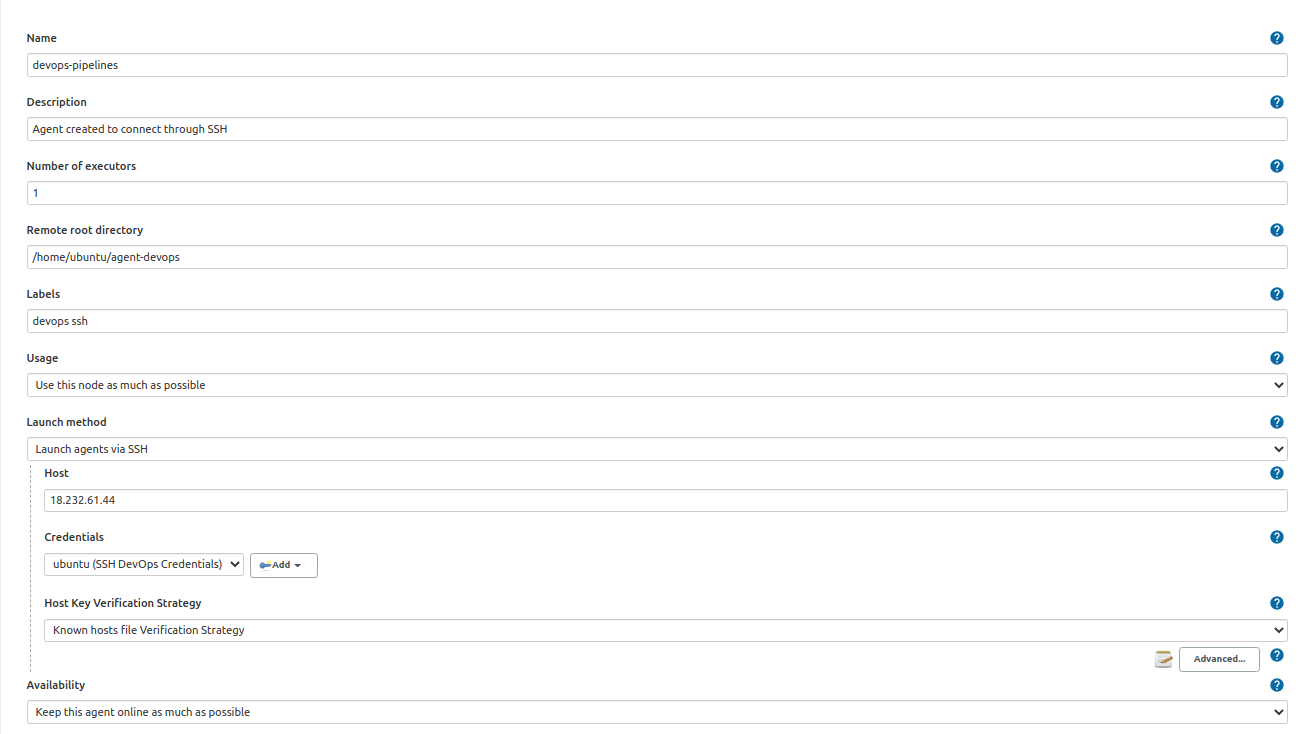 Name
devops-pipelines
Description
Agent created to connect through SSH
Number of executors
1
Remote root directory
/home/ubuntu/agent-devops
Labels
devops ssh
Usage
Use this node as much as possible
Launch method
Launch agents via SSH
Host
18.232.61.44
Credentials
ubuntu (SSH DevOps Credentials) Add
Host Key Verification Strategy
Known hosts file Verification Strategy
Advanced...
Availability
Keep this agent online as much as possible